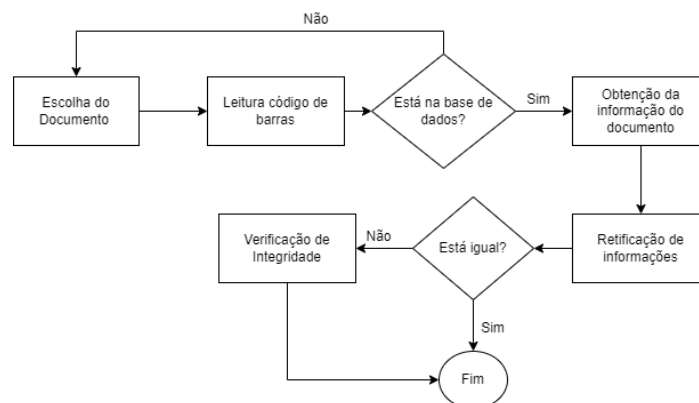 Não
Escolha do
Documento
Leitura código de
barras
Está na base de
dados?
Sim
Obtenção da
informação do
documento
Verificação de
Integridade
Não
Está igual?
Retificação de
informações
Sim
Fim